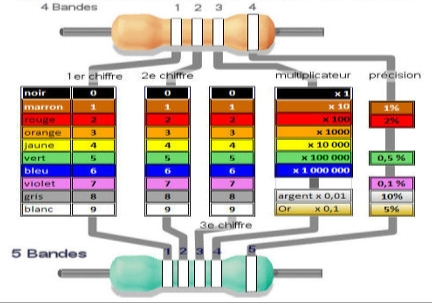 4 Bandes
1 2 3 4
1er chiffre 2e chiffre multiplicateur précision
noir 0 0 0 x 1
marron 1 1 1 x 10 1%
rouge 2 2 2 x 100 2%
orange 3 3 3 x 1000
jaune 4 4 4 x 10 000
vert 5 5 5 x 100 000 0,5 %
bleu 6 6 6 x 1 000 000
violet 7 7 7 0,1 %
gris 8 8 8 argent x 0,01 10%
blanc 9 9 9 Or x 0,1 5%
3e chiffre
5 Bandes
1 2 3 4 5